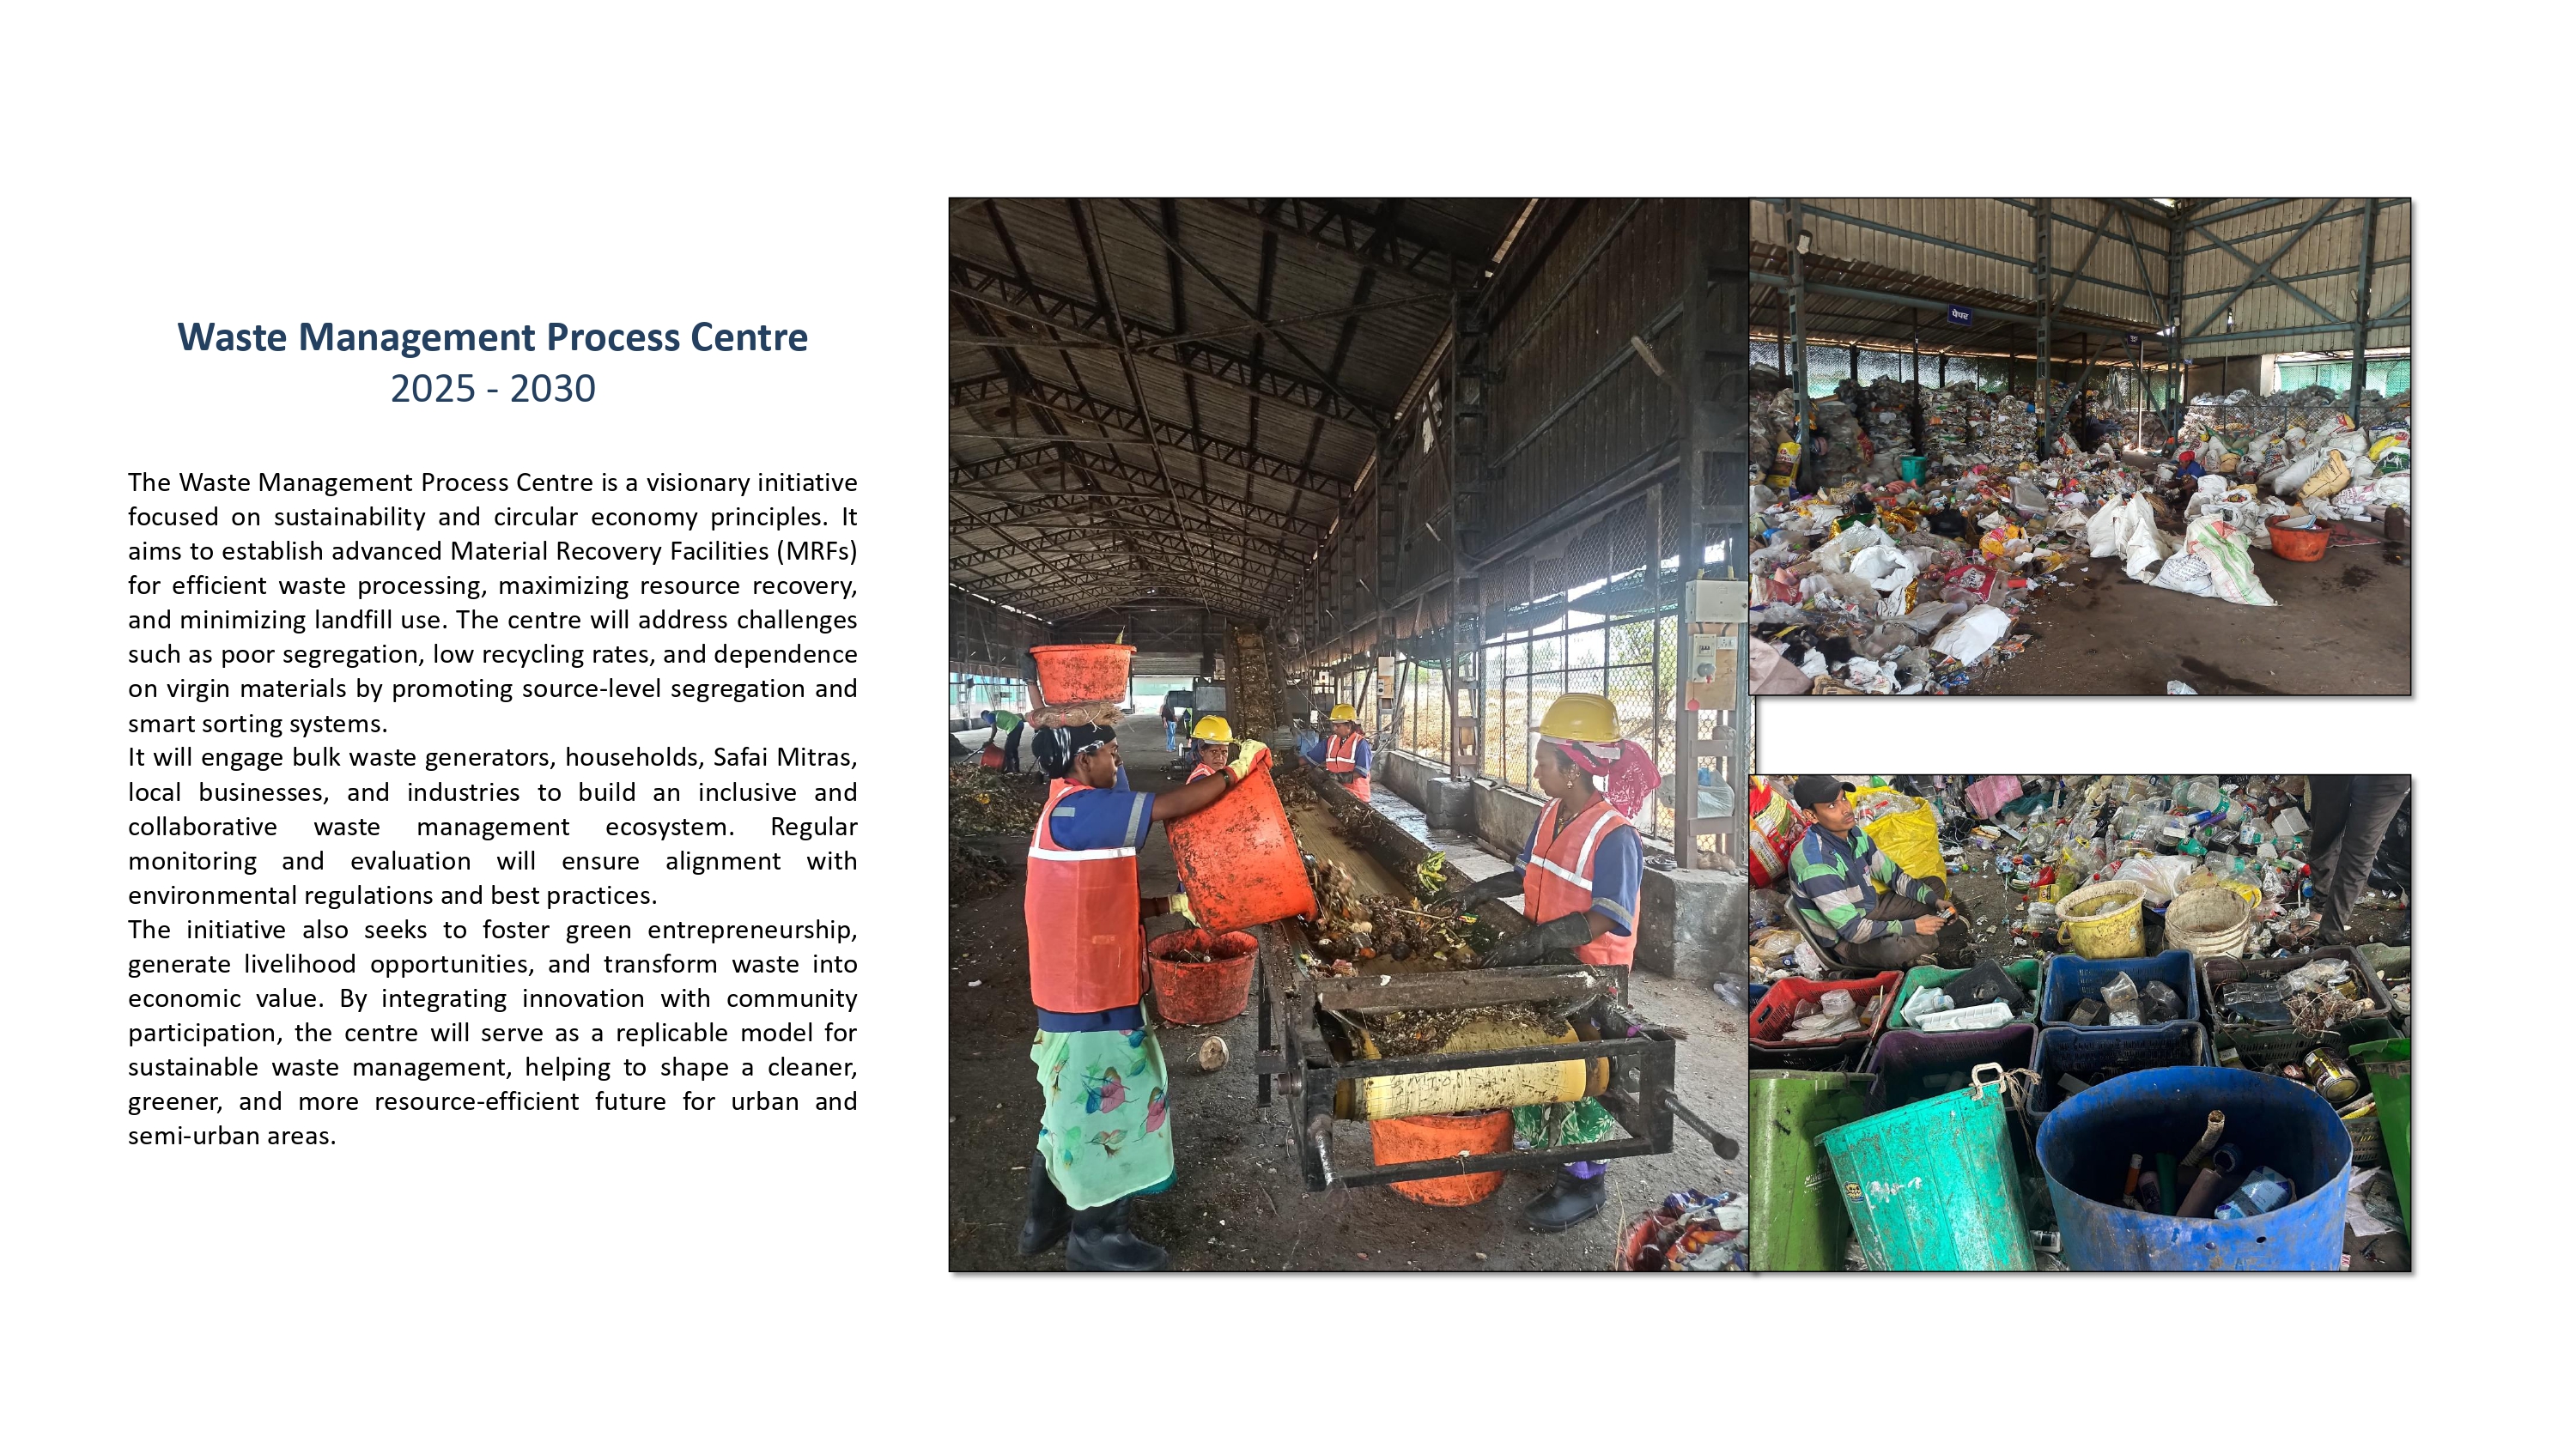 Waste Management Process Centre
2025 - 2030
The Waste Management Process Centre is a visionary initiative
focused on sustainability and circular economy principles. It
aims to establish advanced Material Recovery Facilities (MRFs)
for efficient waste processing, maximizing resource recovery,
and minimizing landfill use. The centre will address challenges
such as poor segregation, low recycling rates, and dependence
on virgin materials by promoting source-level segregation and
smart sorting systems.
It will engage bulk waste generators, households, Safai Mitras,
local businesses, and industries to build an inclusive and
collaborative waste management ecosystem. Regular
monitoring and evaluation will ensure alignment with
environmental regulations and best practices.
The initiative also seeks to foster green entrepreneurship,
generate livelihood opportunities, and transform waste into
economic value. By integrating innovation with community
participation, the centre will serve as a replicable model for
sustainable waste management, helping to shape a cleaner,
greener, and more resource-efficient future for urban and
semi-urban areas.
पेपर